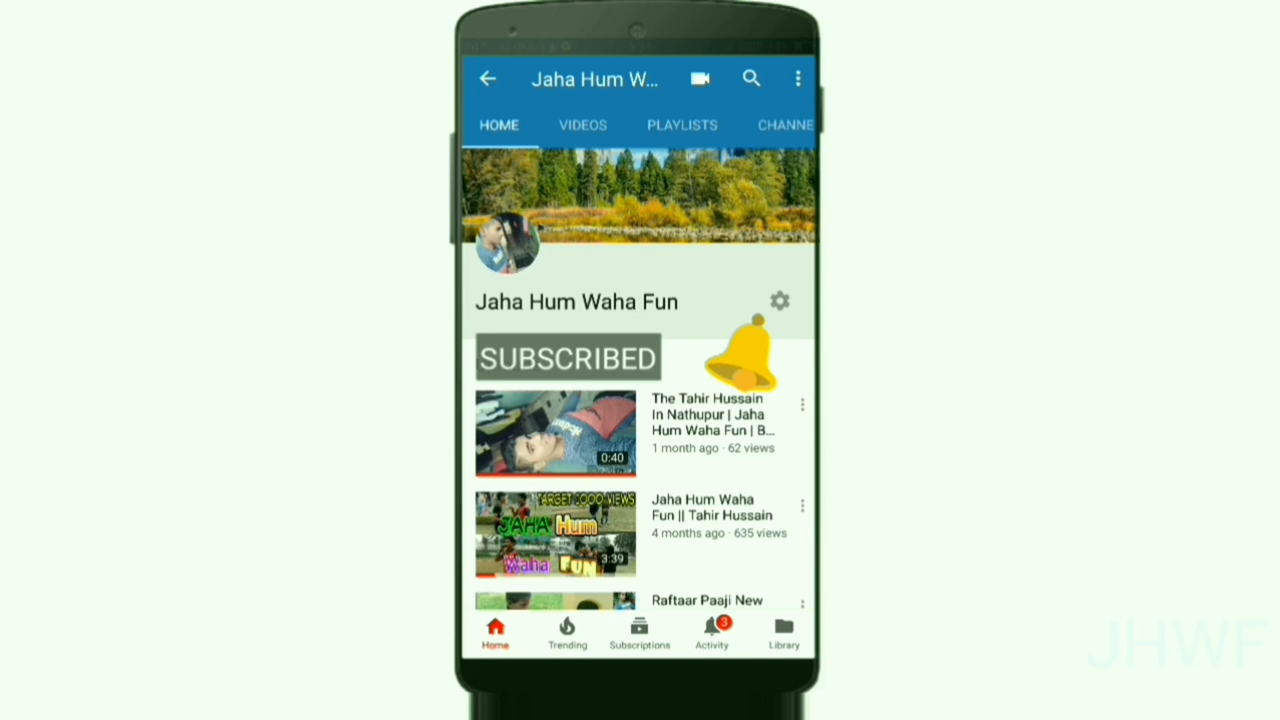 Jaha Hum W...
HOME VIDEOS PLAYLISTS CHANNE
Jaha Hum Waha Fun
SUBSCRIBED
The Tahir Hussain
In Nathupur | Jaha
Hum Waha Fun | B...
1 month ago · 62 views
0:40
TARGET 1000 VIEWS
JAHA Hum
Waha FUN
3:39
Jaha Hum Waha
Fun || Tahir Hussain
4 months ago · 635 views
Raftaar Paaji New
3
Home Trending Subscriptions Activity Library
JHWF